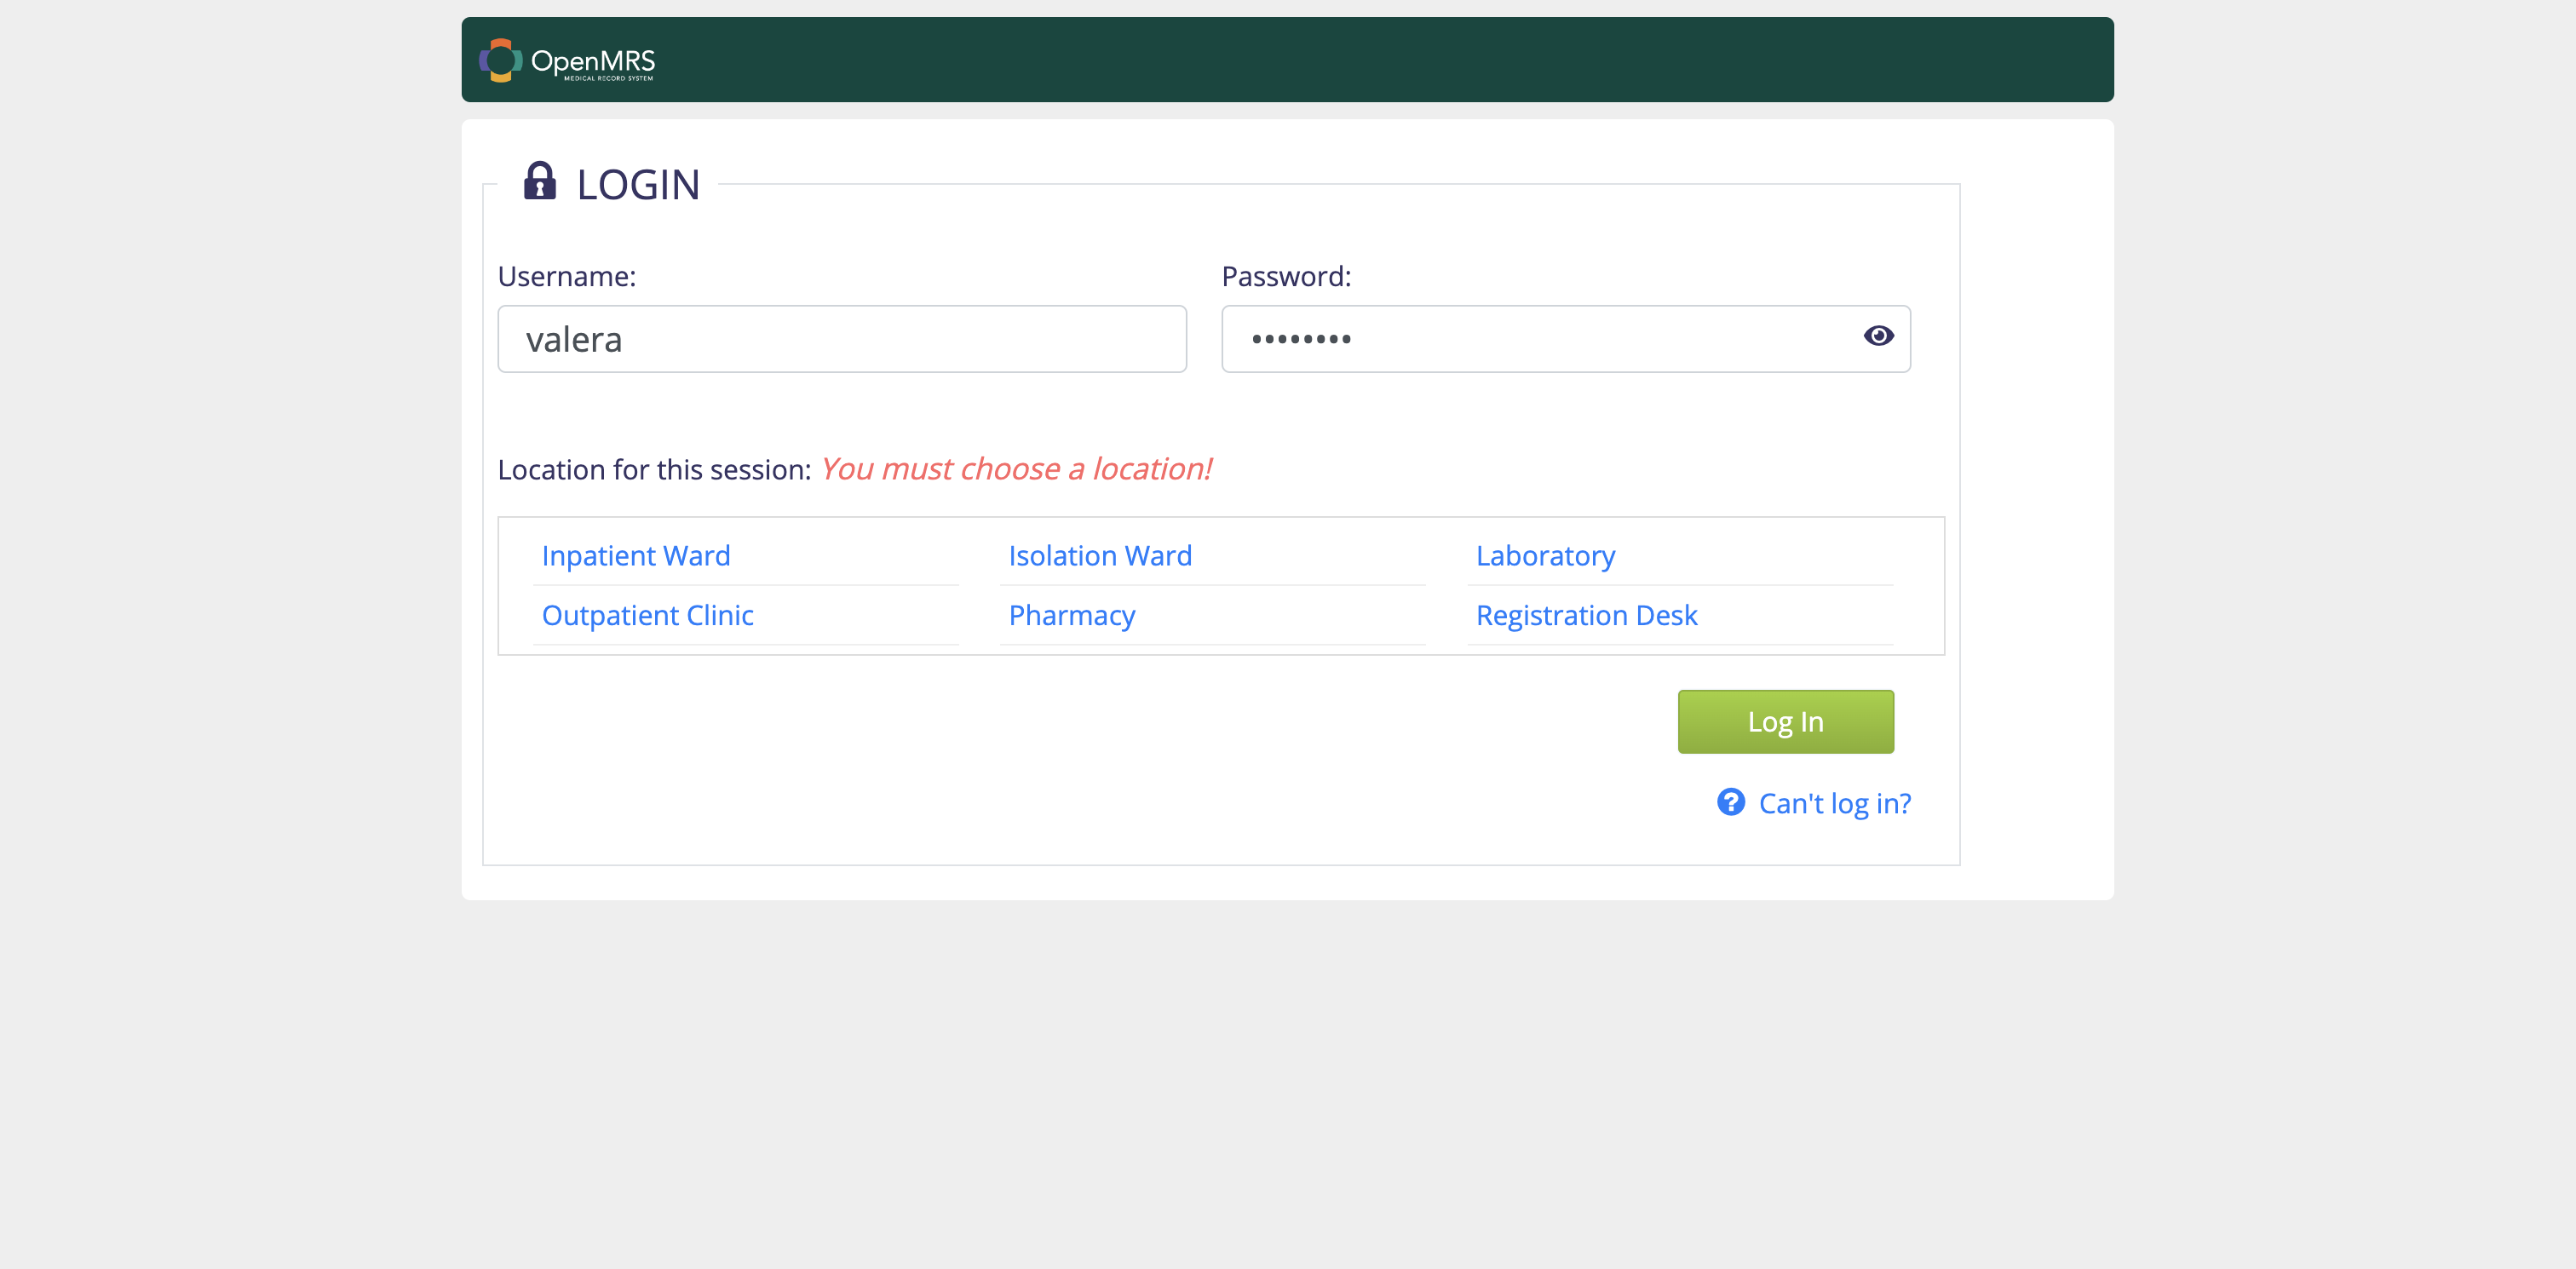 OpenMRS
MEDICAL RECORD SYSTEM
LOGIN
Username: Password:
valera ••••••••
Location for this session: You must choose a location!
Inpatient Ward Isolation Ward Laboratory
Outpatient Clinic Pharmacy Registration Desk
Log In
Can't log in?